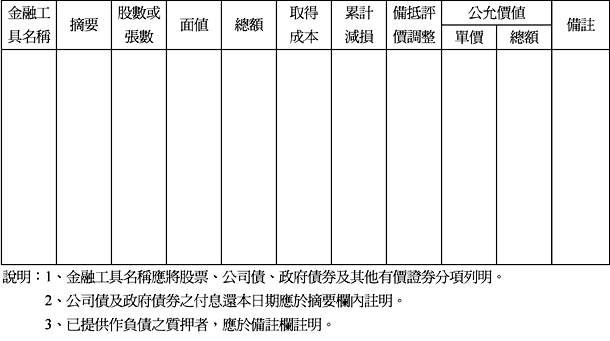 金融工具名稱 摘要 股數或張數 面值 總額 取得成本 累計減損 備抵評價調整 公允價值 備註
單價 總額
說明：1、金融工具名稱應將股票、公司債、政府債券及其他有價證券分項列明。
2、公司債及政府債券之付息還本日期應於摘要欄內註明。
3、已提供作負債之質押者，應於備註欄註明。